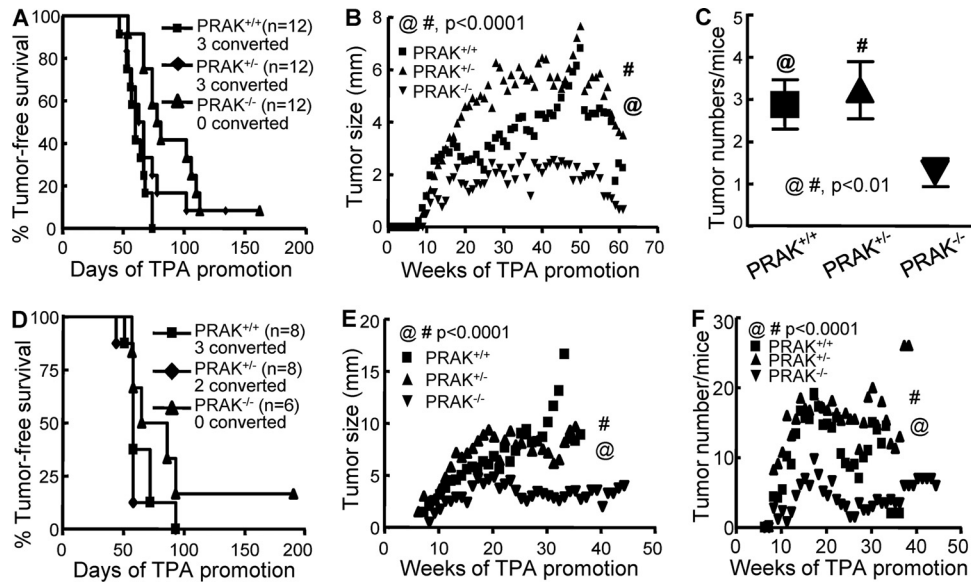 A
% Tumor-free survival
100
80
60
40
20
0
0 50 100 150 200
Days of TPA promotion
PRAK+/+ (n=12)
3 converted
PRAK+/- (n=12)
3 converted
PRAK-/- (n=12)
0 converted
B
@ #, p<0.0001
PRAK+/+
PRAK+/-
PRAK-/-
#
@
Tumor size (mm)
8
6
4
2
0
0 10 20 30 40 50 60 70
Weeks of TPA promotion
C
Tumor numbers/mice
5
4
3
2
1
0
@
#
@ #, p<0.01
PRAK+/+
PRAK+/-
PRAK-/-
D
% Tumor-free survival
100
50
0
0 50 100 150 200
Days of TPA promotion
PRAK+/+ (n=8)
3 converted
PRAK+/- (n=8)
2 converted
PRAK-/- (n=6)
0 converted
E
@ # p<0.0001
PRAK+/+
PRAK+/-
PRAK-/-
#
@
Tumor size (mm)
20
15
10
5
0
0 10 20 30 40 50
Weeks of TPA promotion
F
@ # p<0.0001
PRAK+/+
PRAK+/-
PRAK-/-
#
@
Tumor number/mice
30
20
10
0
0 10 20 30 40 50
Weeks of TPA promotion